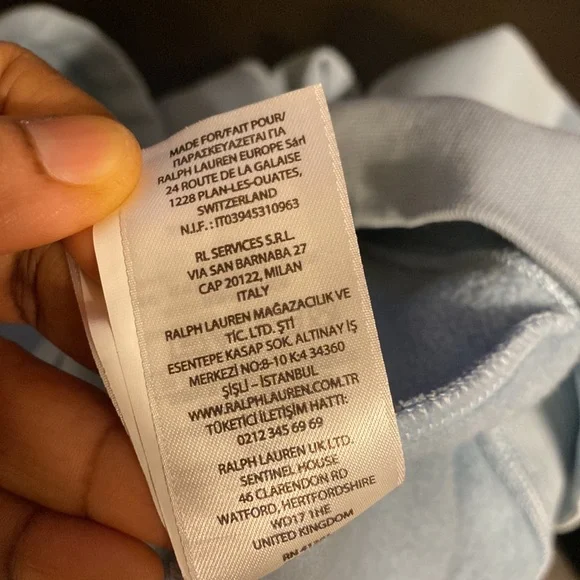 MADE FOR/FAIT POUR/
ΠΑΡΑΣΚΕΥΑΖΕΤΑΙ ΓΙΑ
RALPH LAUREN EUROPE Sàrl
24 ROUTE DE LA GALAISE
1228 PLAN-LES-OUATES,
SWITZERLAND
N.I.F.: IT03945310963
RL SERVICES S.R.L.
VIA SAN BARNABA 27
CAP 20122, MILAN
ITALY
RALPH LAUREN MAĞAZACILIK VE
TİC. LTD. ŞTİ
ESENTEPE KASAP SOK. ALTINAY İŞ
MERKEZİ NO:8-10 K:4 34360
ŞİŞLİ – İSTANBUL
WWW.RALPHLAUREN.COM.TR
TÜKETİCİ İLETİŞİM HATTI:
0212 345 69 69
RALPH LAUREN UK LTD.
SENTINEL HOUSE
46 CLARENDON RD
WATFORD, HERTFORDSHIRE
WD17 1NE
UNITED KINGDOM
RN